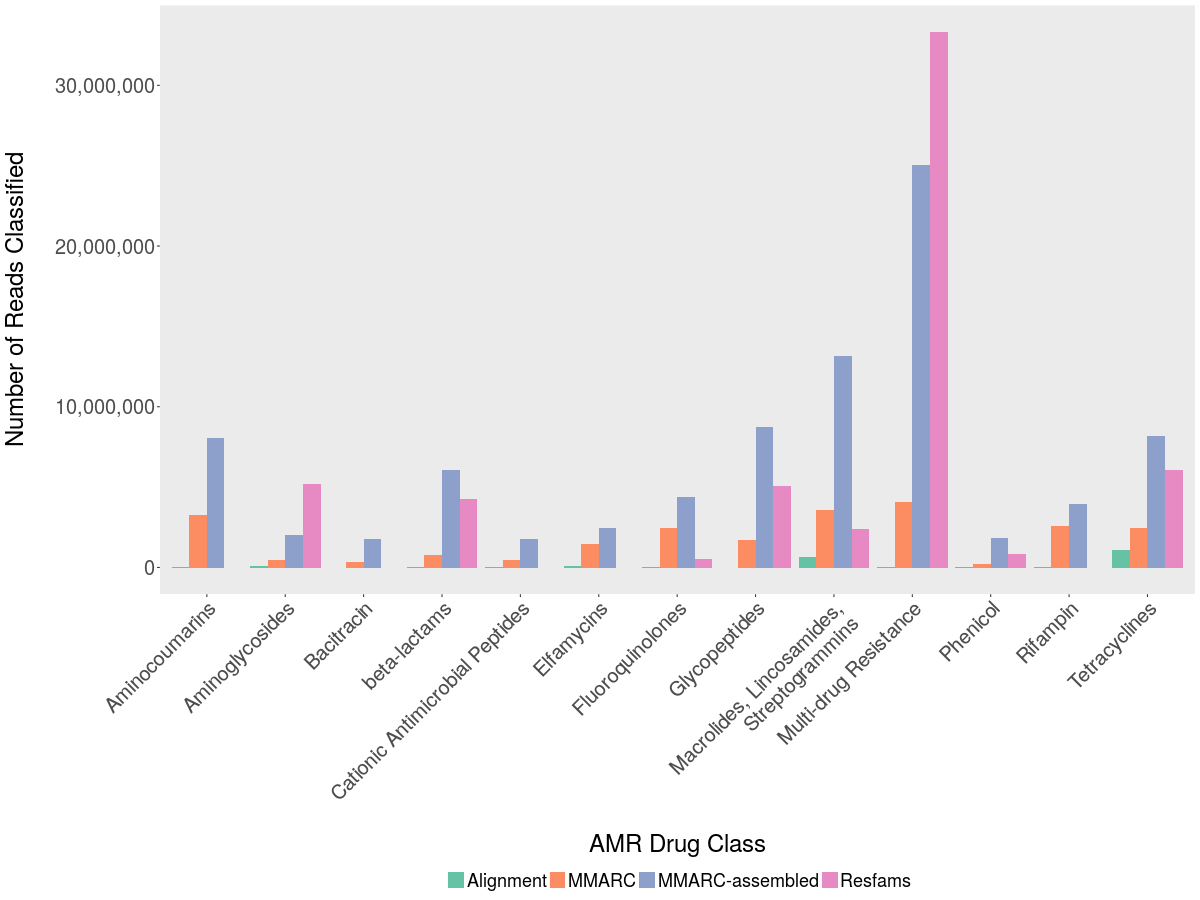 Number of Reads Classified
30,000,000
20,000,000
10,000,000
0
Aminocoumarins
Aminoglycosides
Bacitracin
beta-lactams
Cationic Antimicrobial Peptides
Elfamycins
Fluoroquinolones
Glycopeptides
Macrolides, Lincosamides,
Streptogrammins
Multi-drug Resistance
Phenicol
Rifampin
Tetracyclines
AMR Drug Class
Alignment MMARC MMARC-assembled Resfams